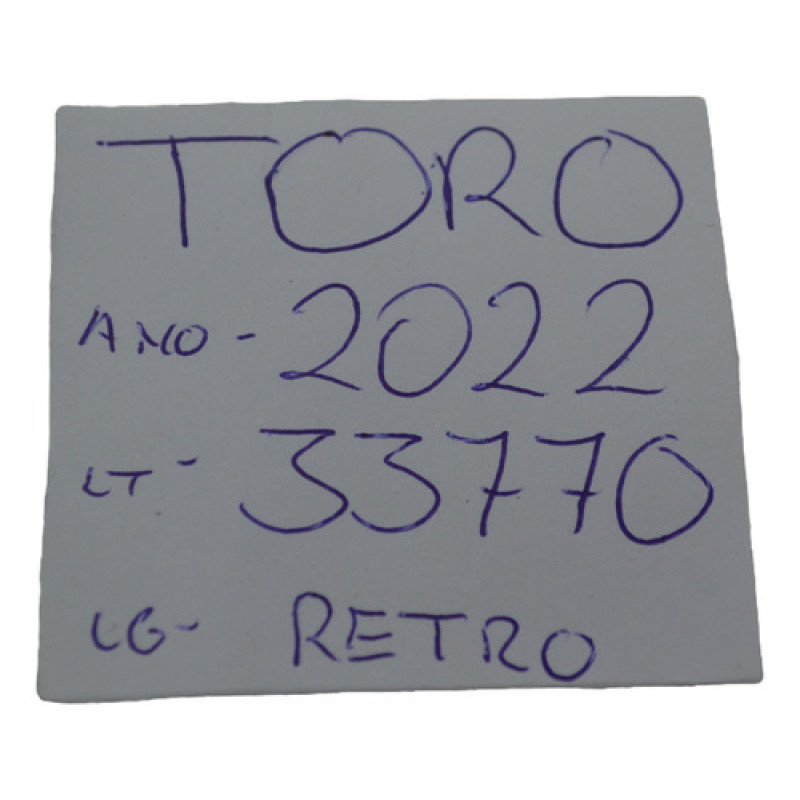 TORO
ANO - 2022
LT - 33770
LG - RETRO